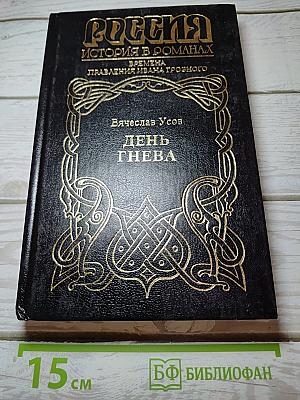 РОССИЯ
ИСТОРИЯ В РОМАНАХ
ВРЕМЕНА
ПРАВЛЕНИЯ ИВАНА ГРОЗНОГО
Вячеслав Усов
ДЕНЬ
ГНЕВА
15 см
БФ БИБЛИОФАН